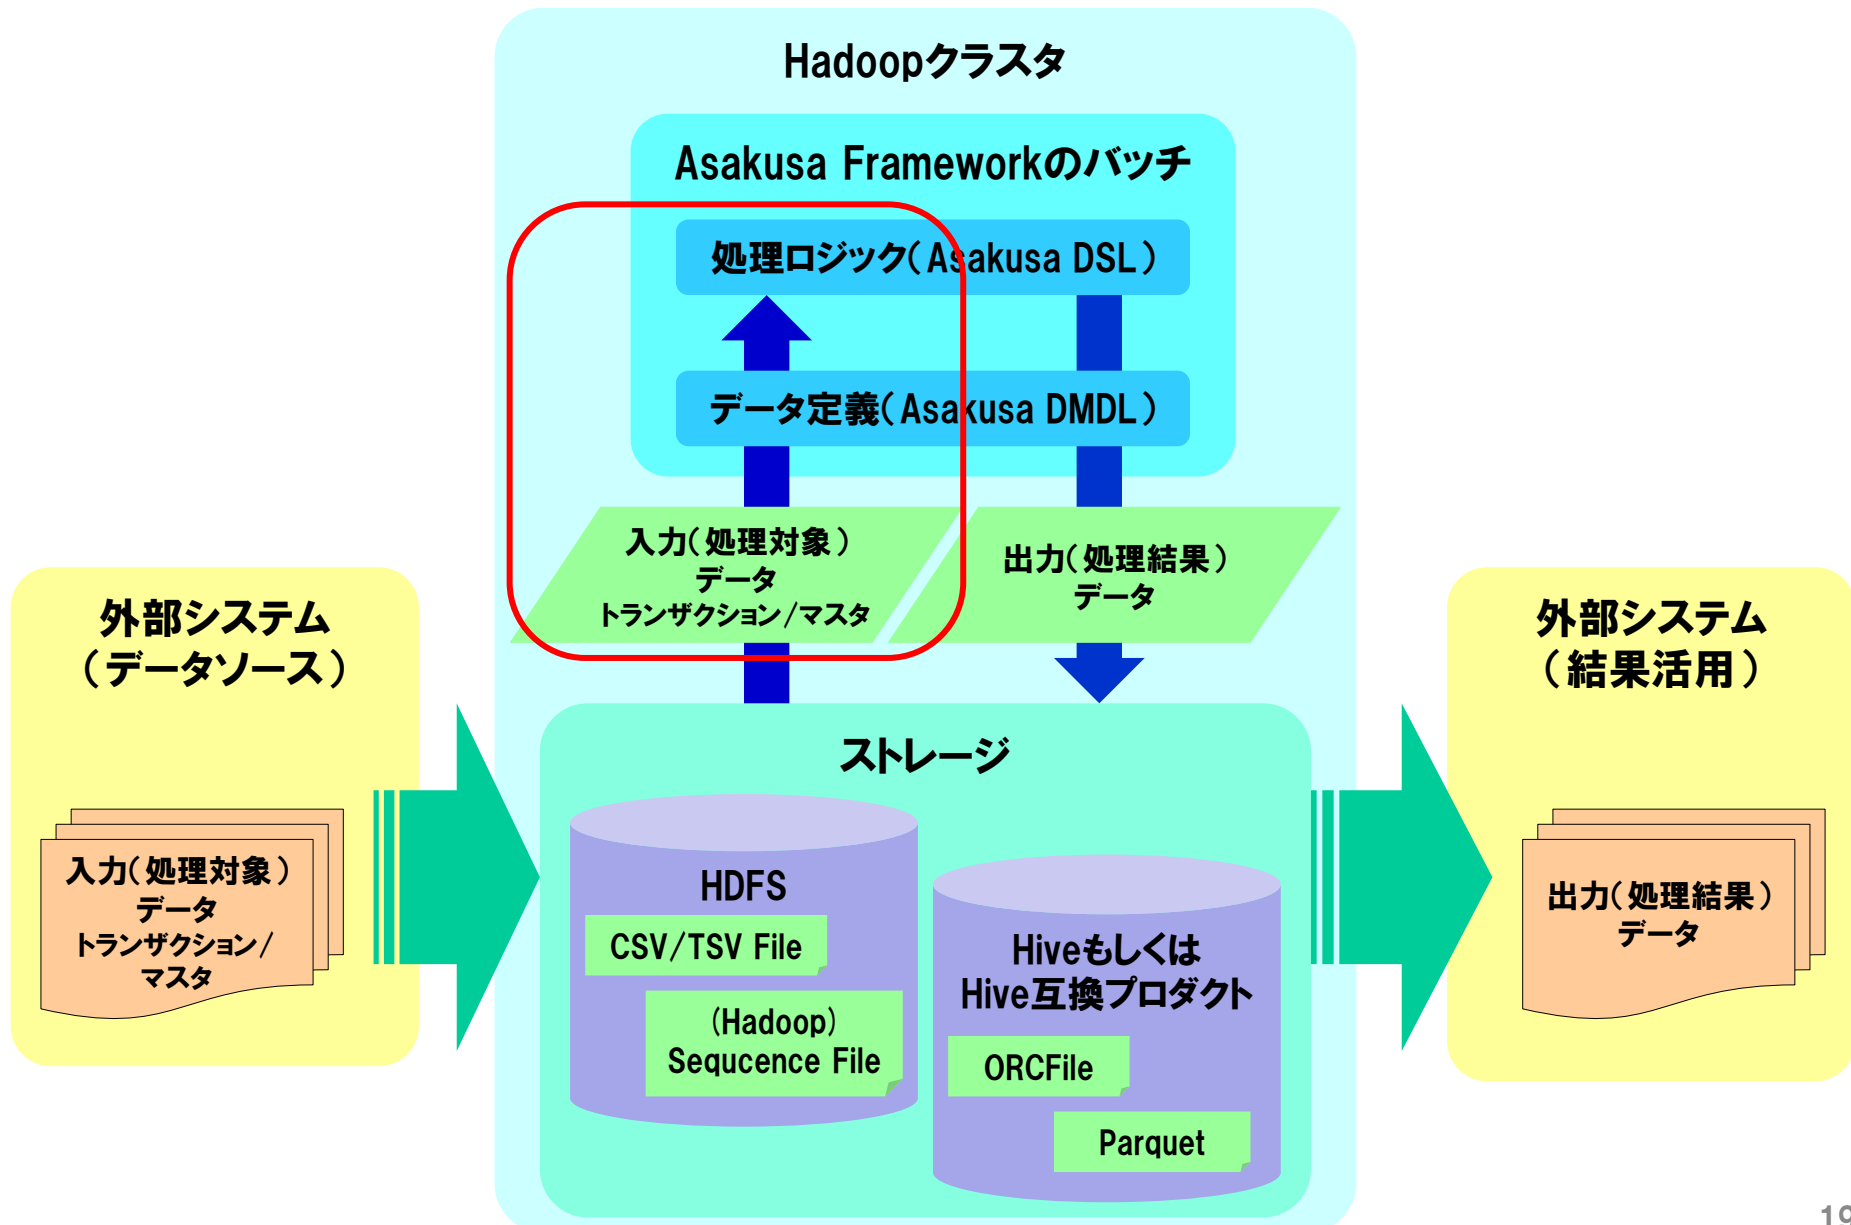 Hadoopクラスタ
Asakusa Frameworkのバッチ
処理ロジック(Asakusa DSL)
データ定義(Asakusa DMDL)
入力(処理対象)
データ
トランザクション/マスタ
出力(処理結果)
データ
外部システム
(データソース)
入力(処理対象)
データ
トランザクション/
マスタ
ストレージ
HDFS
CSV/TSV File
(Hadoop)
Sequcence File
Hiveもしくは
Hive互換プロダクト
ORCFile
Parquet
外部システム
(結果活用)
出力(処理結果)
データ
19